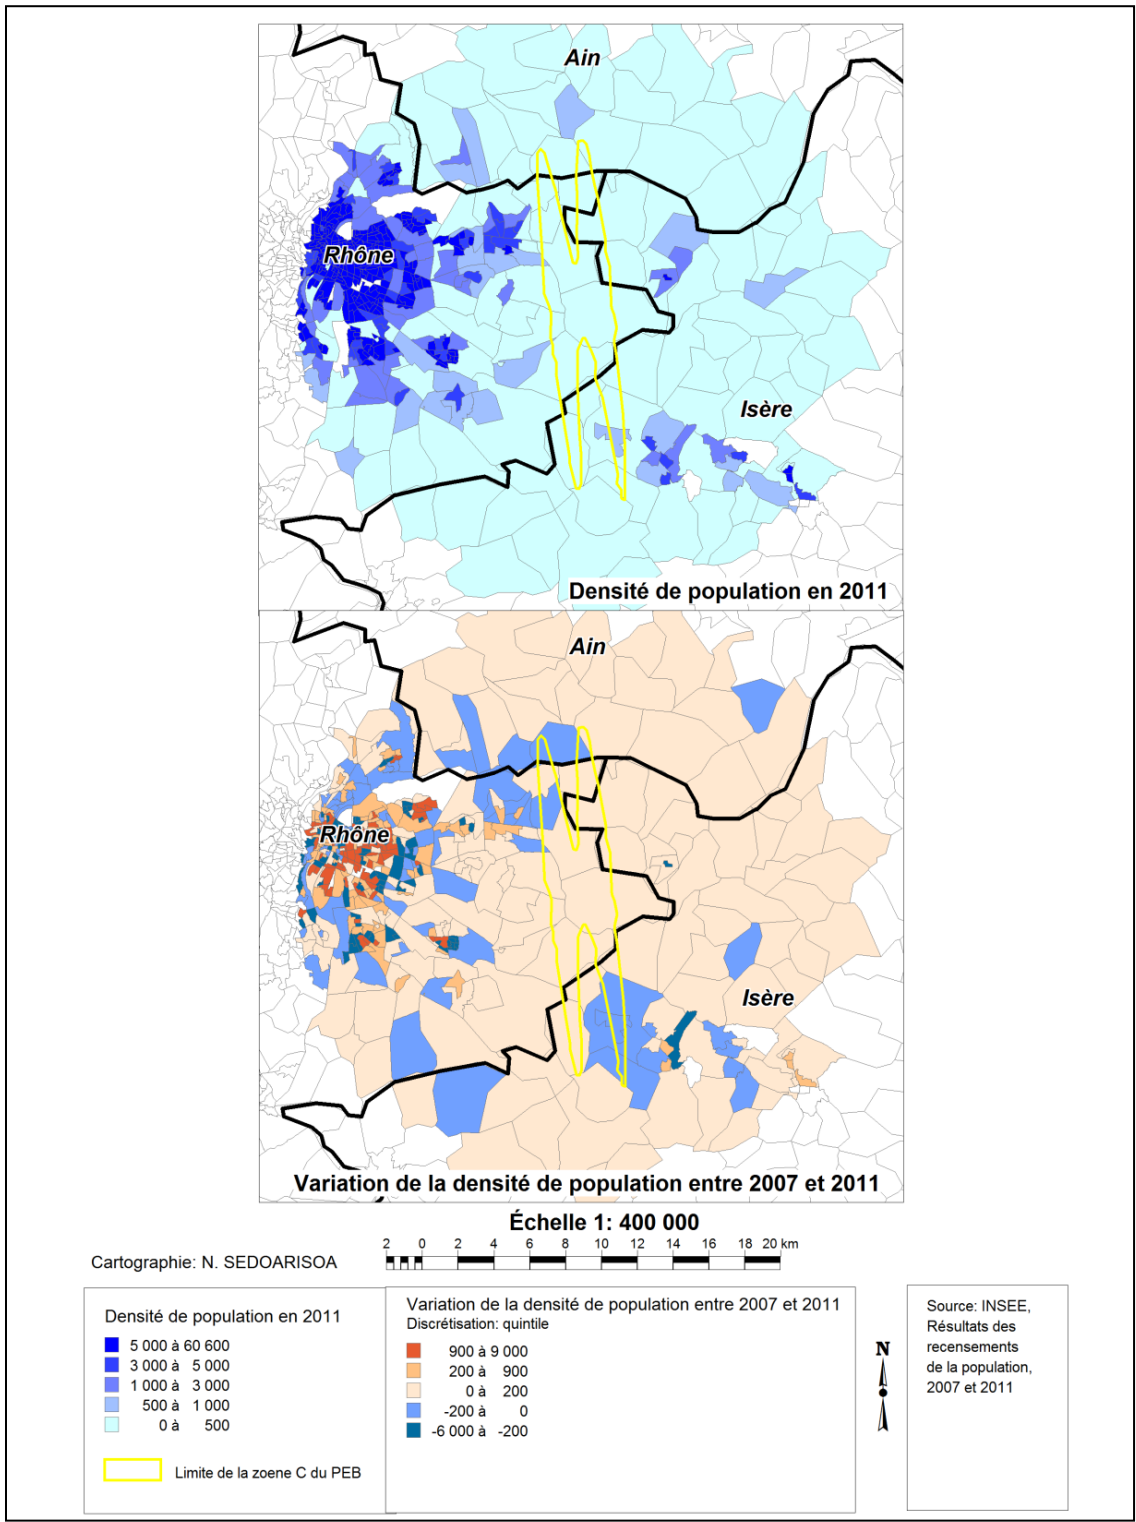 Ain
Rhône
Isère
Densité de population en 2011
Ain
Rhône
Isère
Variation de la densité de population entre 2007 et 2011
Échelle 1: 400 000
2 0 2 4 6 8 10 12 14 16 18 20 km
Cartographie: N. SEDOARISOA
Densité de population en 2011
5 000 à 60 600
3 000 à 5 000
1 000 à 3 000
500 à 1 000
0 à 500
Limite de la zoene C du PEB
Variation de la densité de population entre 2007 et 2011
Discrétisation: quintile
900 à 9 000
200 à 900
0 à 200
-200 à 0
-6 000 à -200
N
Source: INSEE,
Résultats des
recensements
de la population,
2007 et 2011